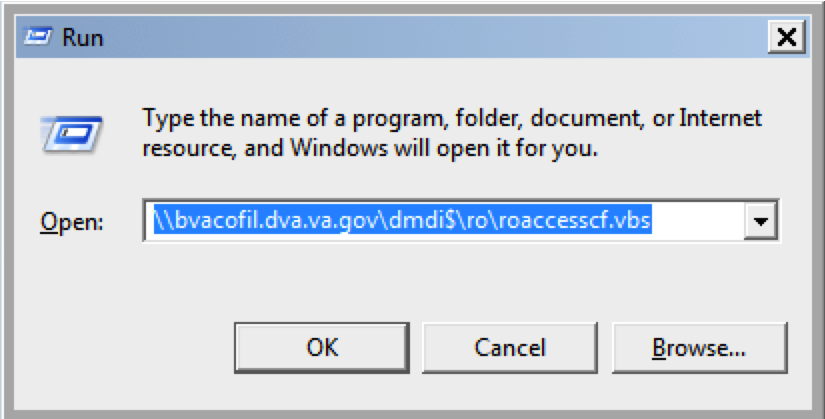 Run
Type the name of a program, folder, document, or Internet
resource, and Windows will open it for you.
Open: \\bvacofil.dva.va.gov\dmdi$\ro\roaccesscf.vbs
OK Cancel Browse...